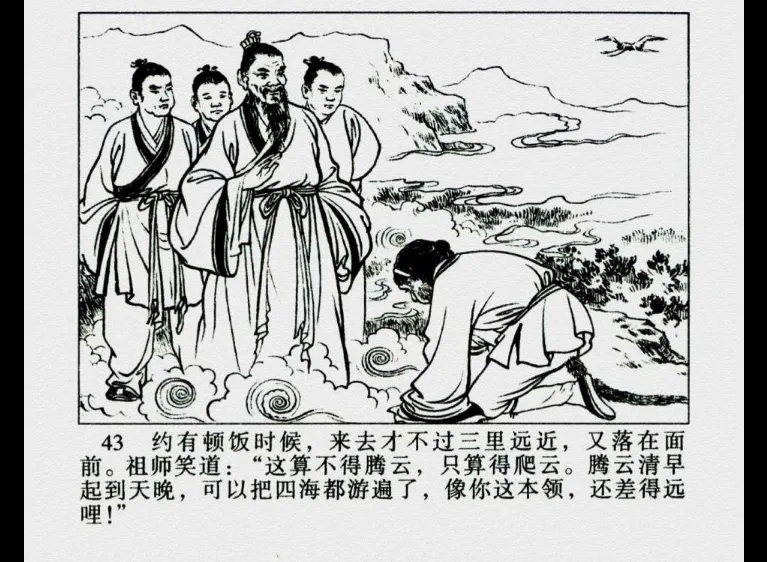 43 约有顿饭时候，来去才不过三里远近，又落在面
前。祖师笑道：“这算不得腾云，只算得爬云。腾云清早
起到天晚，可以把四海都游遍了，像你这本领，还差得远
哩！”